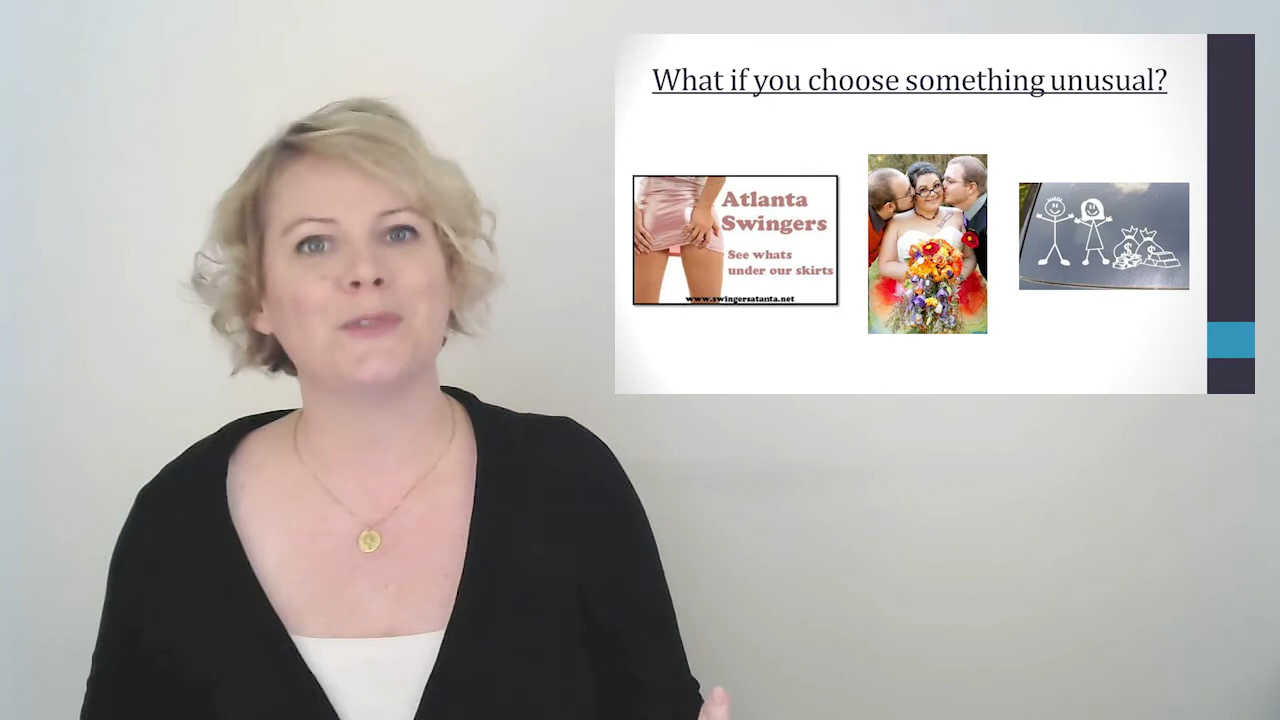 What if you choose something unusual?
Atlanta
Swingers
See whats
under our skirts
www.swingersatanta.net
$ $